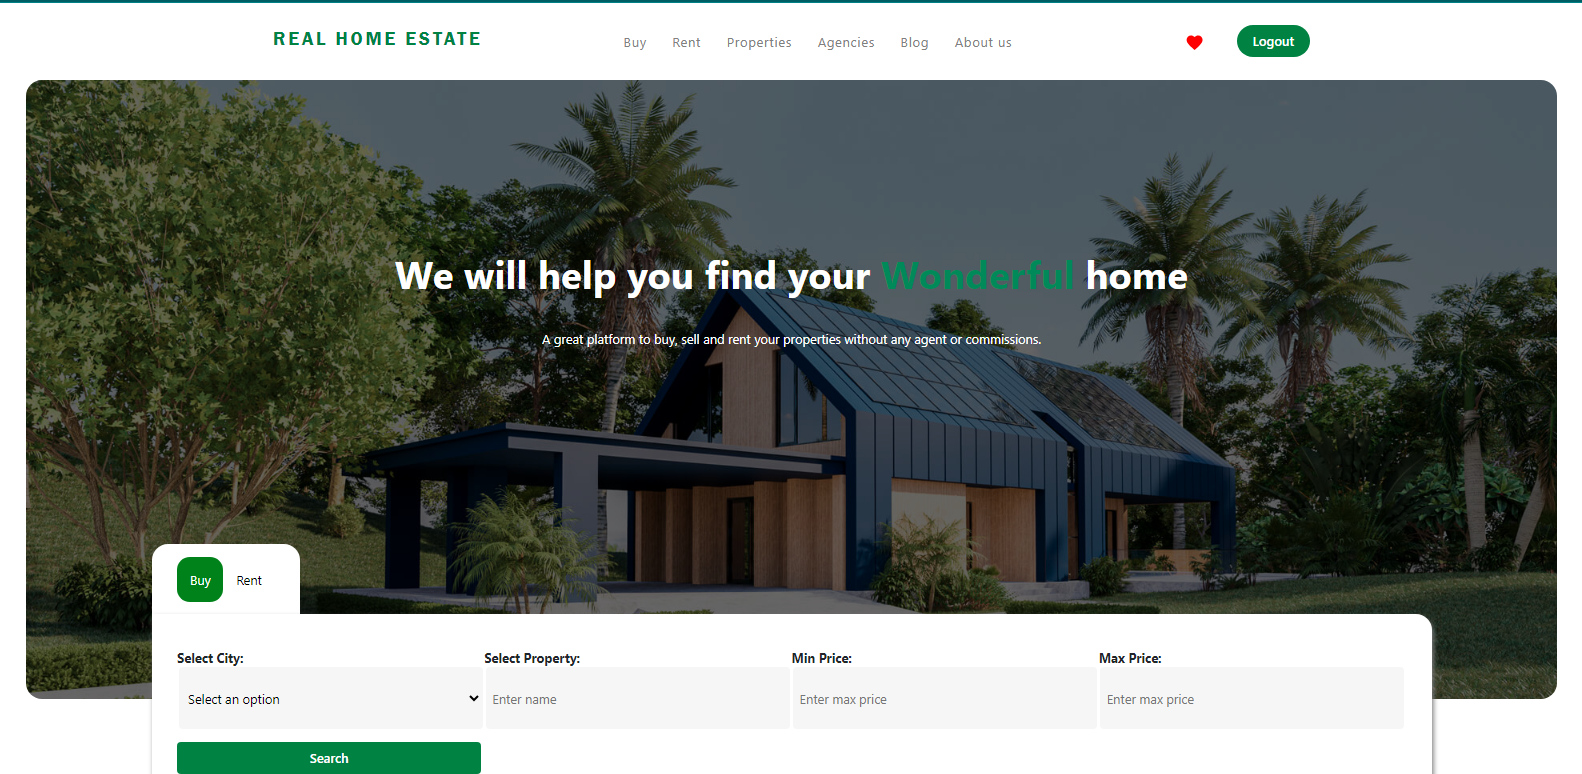 REAL HOME ESTATE
Buy Rent Properties Agencies Blog About us
Logout
We will help you find your Wonderful home
A great platform to buy, sell and rent your properties without any agent or commissions.
Buy Rent
Select City: Select Property: Min Price: Max Price:
Select an option Enter name Enter max price Enter max price
Search